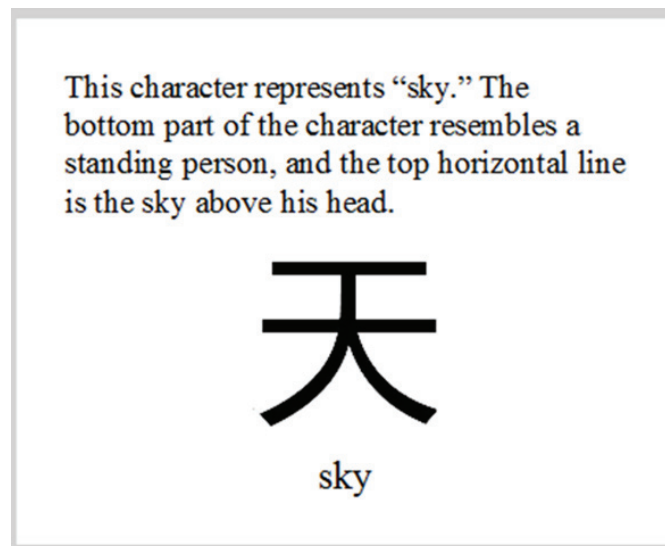 This character represents “sky.” The
bottom part of the character resembles a
standing person, and the top horizontal line
is the sky above his head.
天
sky